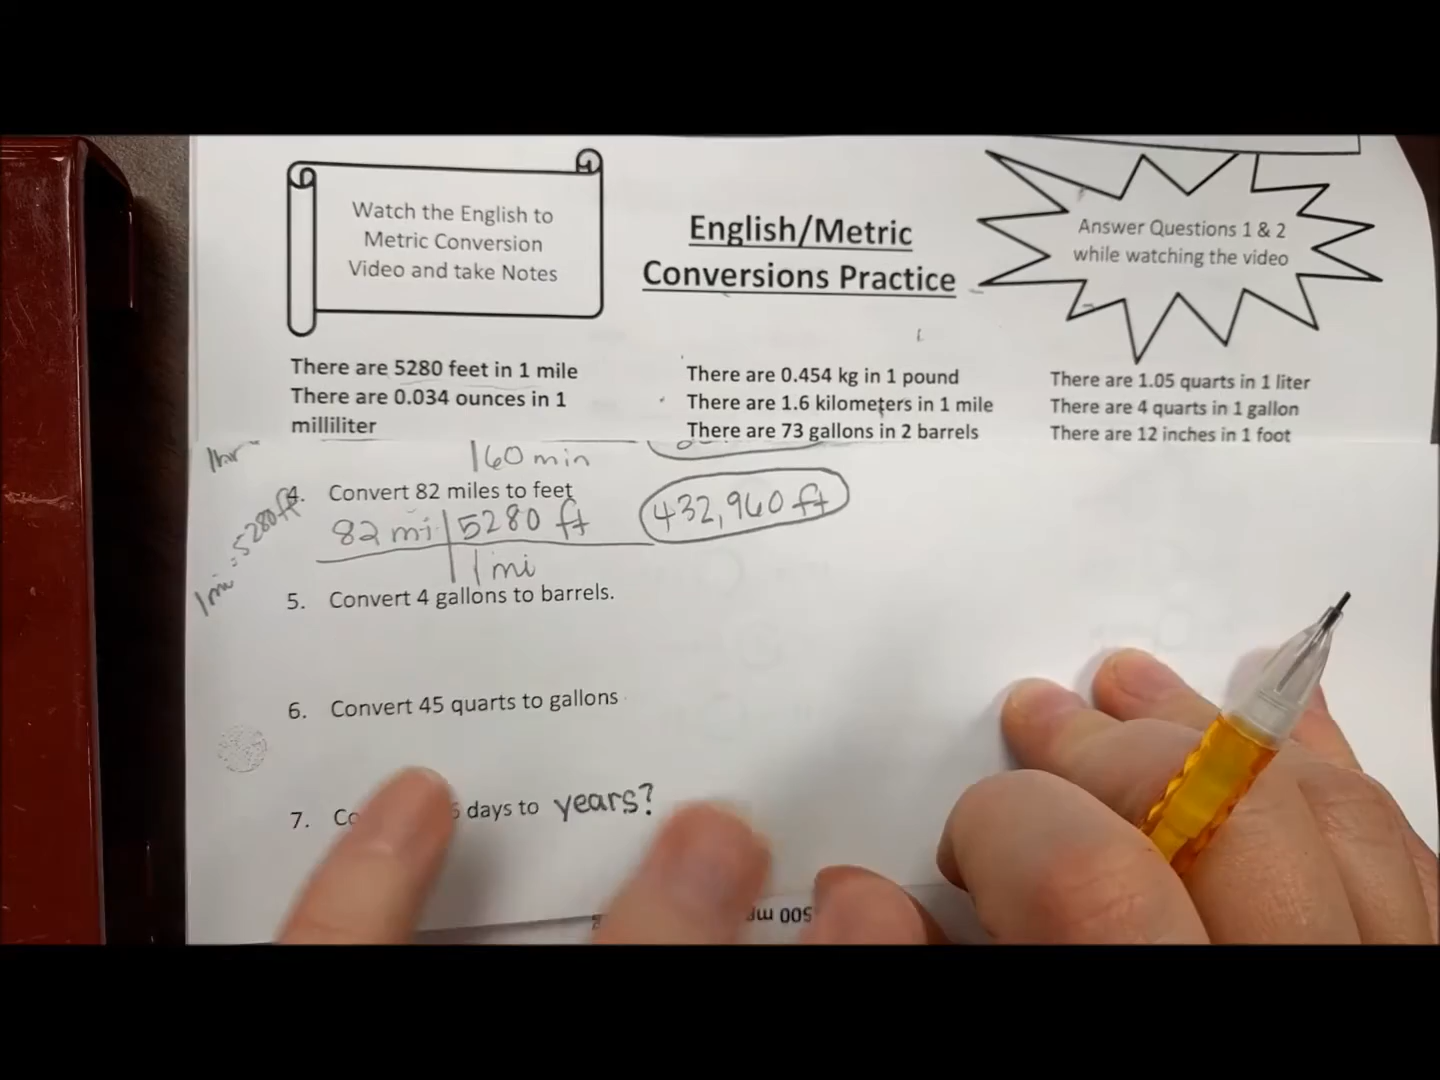 Watch the English to
Metric Conversion
Video and take Notes
English/Metric
Conversions Practice
Answer Questions 1 & 2
while watching the video
There are 5280 feet in 1 mile
There are 0.034 ounces in 1
milliliter
There are 0.454 kg in 1 pound
There are 1.6 kilometers in 1 mile
There are 73 gallons in 2 barrels
There are 1.05 quarts in 1 liter
There are 4 quarts in 1 gallon
There are 12 inches in 1 foot
1hr
160 min
4. Convert 82 miles to feet
82 mi 5280 ft 432,960 ft
1 mi
1mi = 5280ft
5. Convert 4 gallons to barrels.
6. Convert 45 quarts to gallons
7. days to years?
500